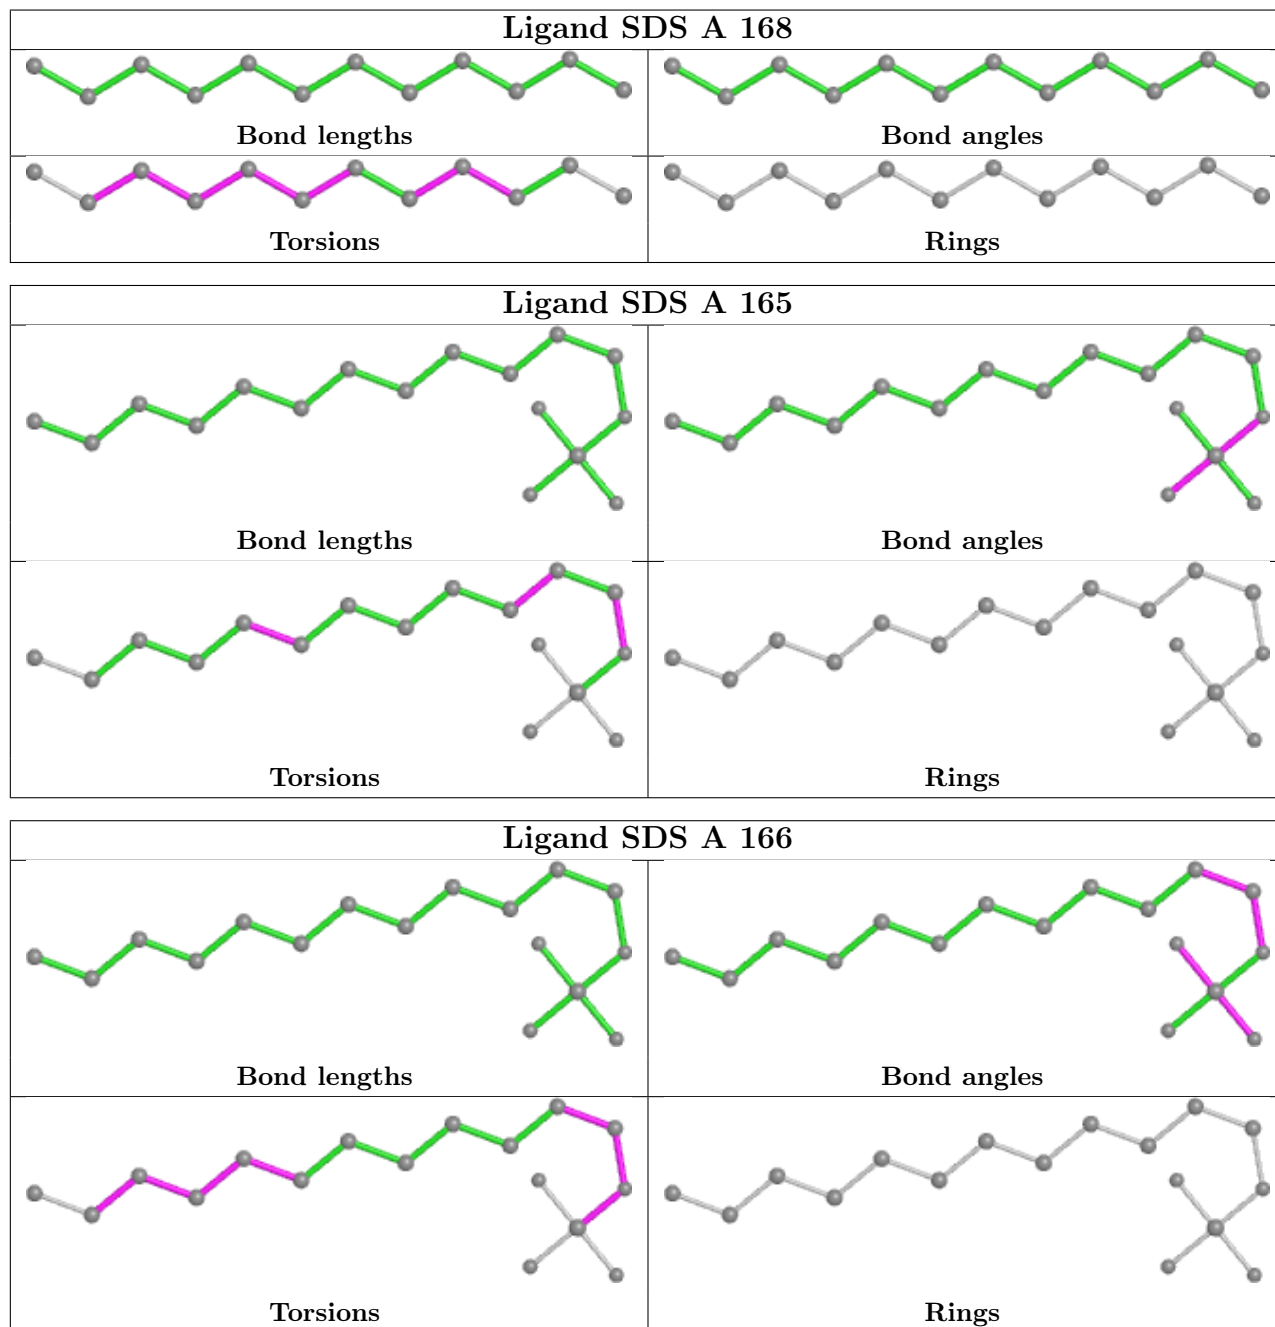 Ligand SDS A 168
Bond lengths
Bond angles
Torsions
Rings
Ligand SDS A 165
Bond lengths
Bond angles
Torsions
Rings
Ligand SDS A 166
Bond lengths
Bond angles
Torsions
Rings